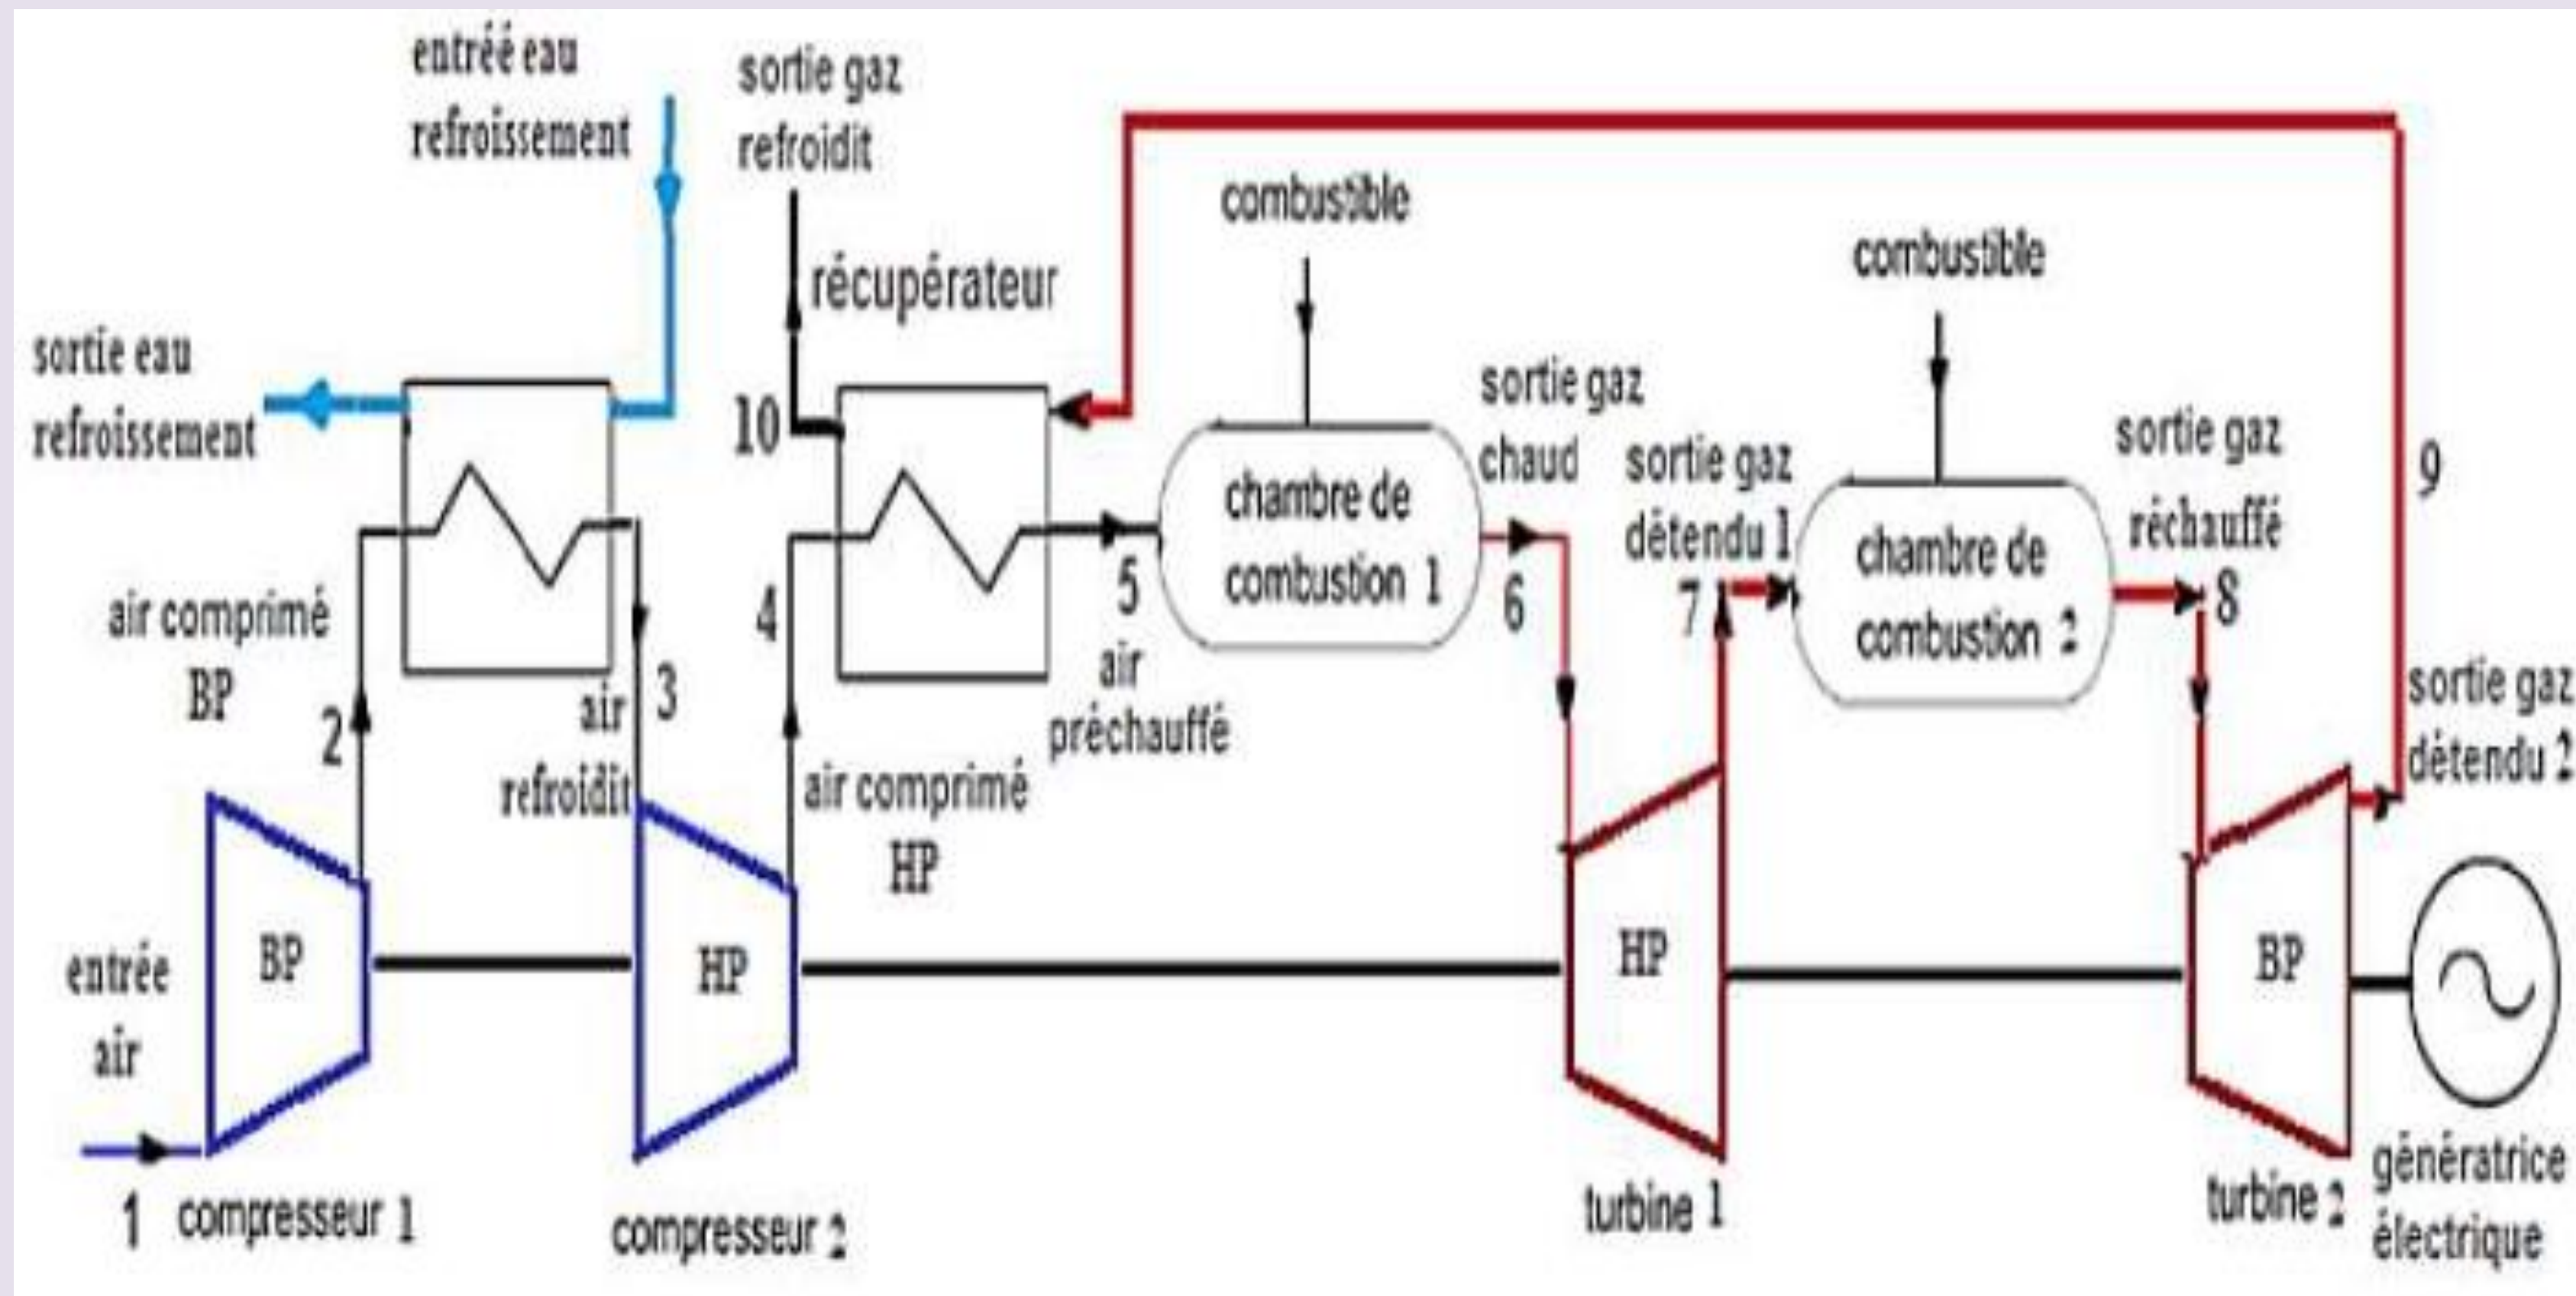 entréé eau
refroissement
sortie gaz
refroidit
combustible
combustible
récupérateur
sortie eau
refroissement
10
sortie gaz
chaud
sortie gaz
détendu 1
sortie gaz
réchauffé
9
chambre de
combustion 1
chambre de
combustion 2
air comprimé
BP
2
air
refroidit
3
4
5
air
préchauffé
6
7
8
sortie gaz
détendu 2
air comprimé
HP
entrée
air
BP
HP
HP
BP
1
compresseur 1
compresseur 2
turbine 1
turbine 2
génératrice
électrique